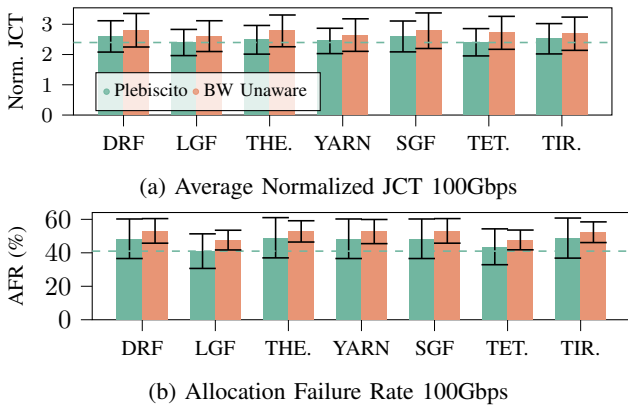 Norm. JCT
3
2
1
0
Plebiscito BW Unaware
DRF LGF THE. YARN SGF TET. TIR.
(a) Average Normalized JCT 100Gbps
AFR (%)
60
40
20
0
DRF LGF THE. YARN SGF TET. TIR.
(b) Allocation Failure Rate 100Gbps